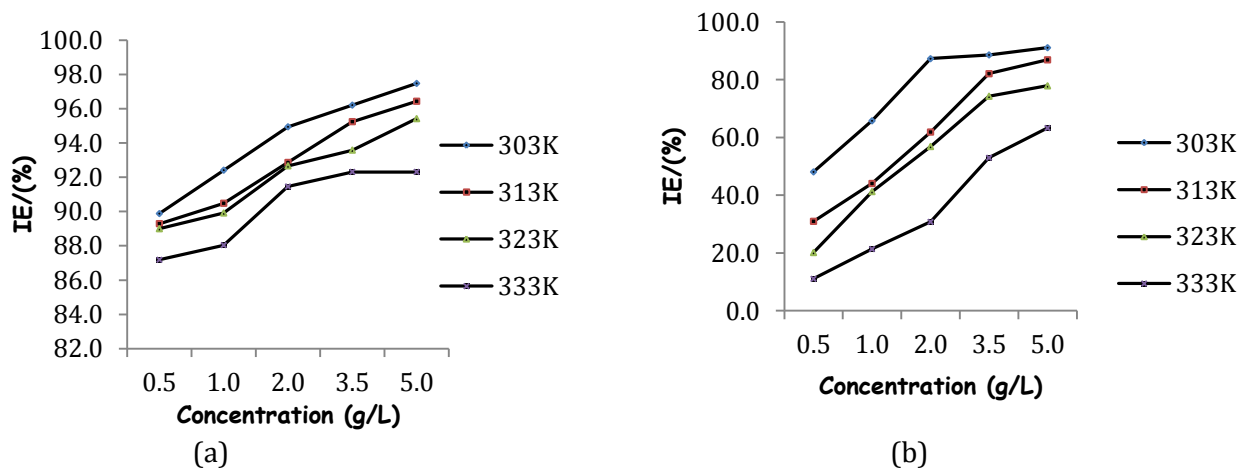 100.0
98.0
96.0
94.0
92.0
90.0
88.0
86.0
84.0
82.0
IE/(%)
0.5 1.0 2.0 3.5 5.0
Concentration (g/L)
303K
313K
323K
333K
(a)
100.0
80.0
60.0
40.0
20.0
0.0
IE/(%)
0.5 1.0 2.0 3.5 5.0
Concentration (g/L)
303K
313K
323K
333K
(b)